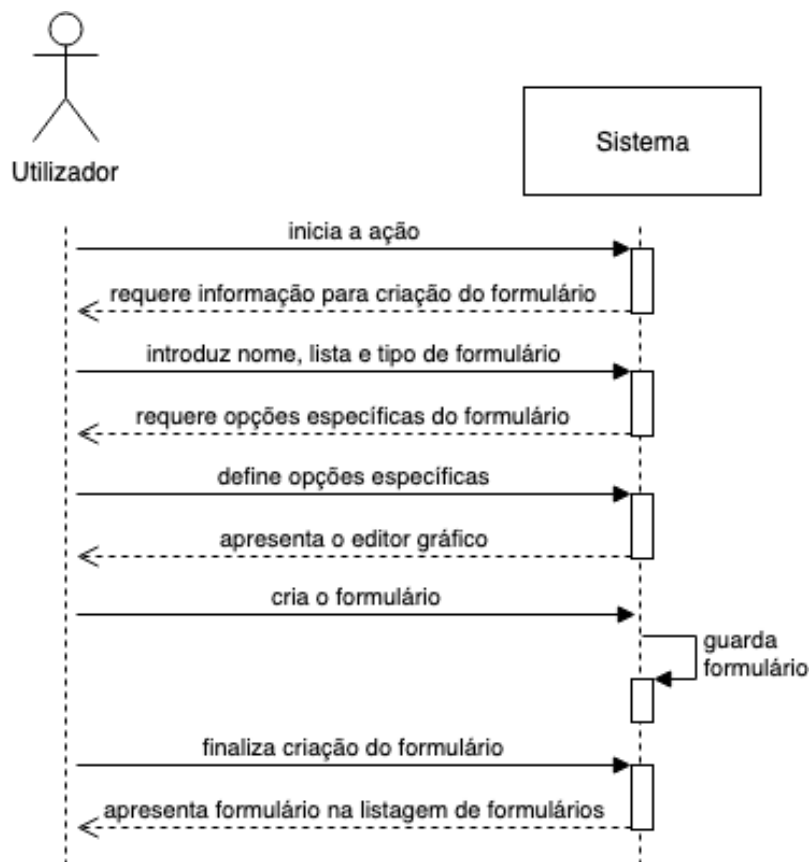 Utilizador
Sistema
inicia a ação
requere informação para criação do formulário
introduz nome, lista e tipo de formulário
requere opções específicas do formulário
define opções específicas
apresenta o editor gráfico
cria o formulário
guarda
formulário
finaliza criação do formulário
apresenta formulário na listagem de formulários